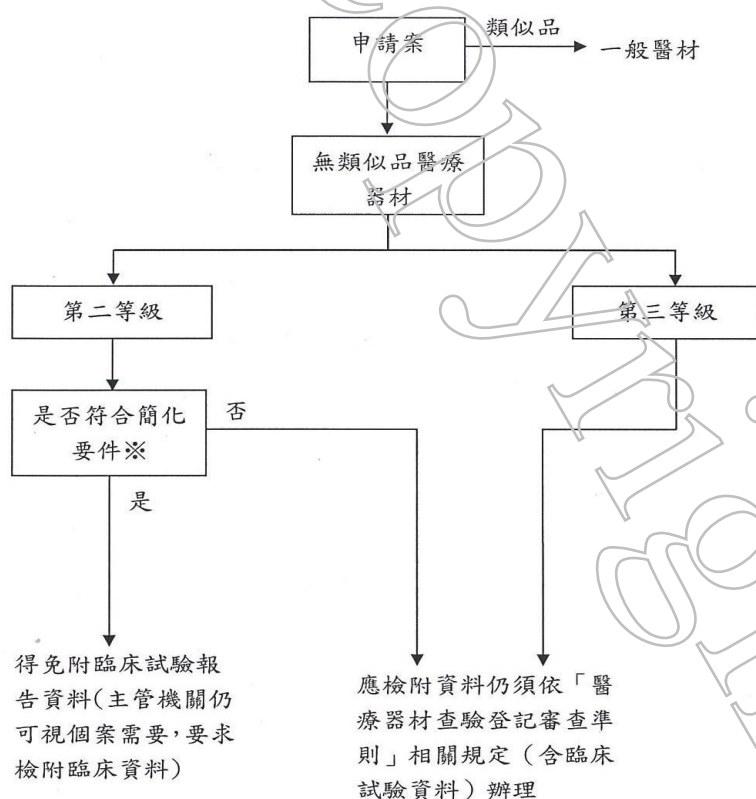 類似品
申請案
一般醫材
無類似品醫療
器材
第二等級
第三等級
是否符合簡化
要件※
否
是
得免附臨床試驗報
告資料(主管機關仍
可視個案需要,要求
檢附臨床資料)
應檢附資料仍須依「醫
療器材查驗登記審查準
則」相關規定(含臨床
試驗資料)辦理